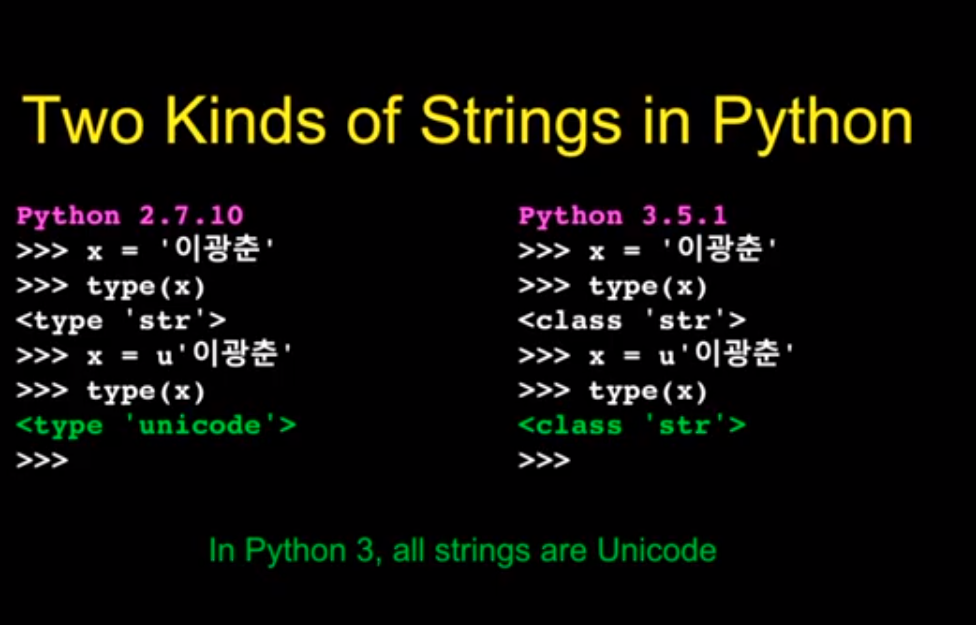 Two Kinds of Strings in Python
Python 2.7.10
>>> x = '이광춘'
>>> type(x)
<type 'str'>
>>> x = u'이광춘'
>>> type(x)
<type 'unicode'>
>>>
Python 3.5.1
>>> x = '이광춘'
>>> type(x)
<class 'str'>
>>> x = u'이광춘'
>>> type(x)
<class 'str'>
>>>
In Python 3, all strings are Unicode